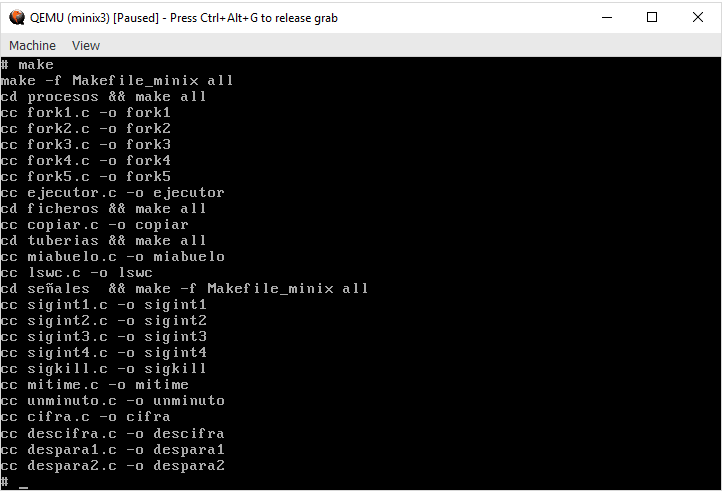 QEMU (minix3) [Paused] - Press Ctrl+Alt+G to release grab
Machine View
# make
make -f Makefile_minix all
cd procesos && make all
cc fork1.c -o fork1
cc fork2.c -o fork2
cc fork3.c -o fork3
cc fork4.c -o fork4
cc fork5.c -o fork5
cc ejecutor.c -o ejecutor
cd ficheros && make all
cc copiar.c -o copiar
cd tuberias && make all
cc miabuelo.c -o miabuelo
cc lswc.c -o lswc
cd señales  && make -f Makefile_minix all
cc sigint1.c -o sigint1
cc sigint2.c -o sigint2
cc sigint3.c -o sigint3
cc sigint4.c -o sigint4
cc sigkill.c -o sigkill
cc mitime.c -o mitime
cc unminuto.c -o unminuto
cc cifra.c -o cifra
cc descifra.c -o descifra
cc despara1.c -o despara1
cc despara2.c -o despara2
# _